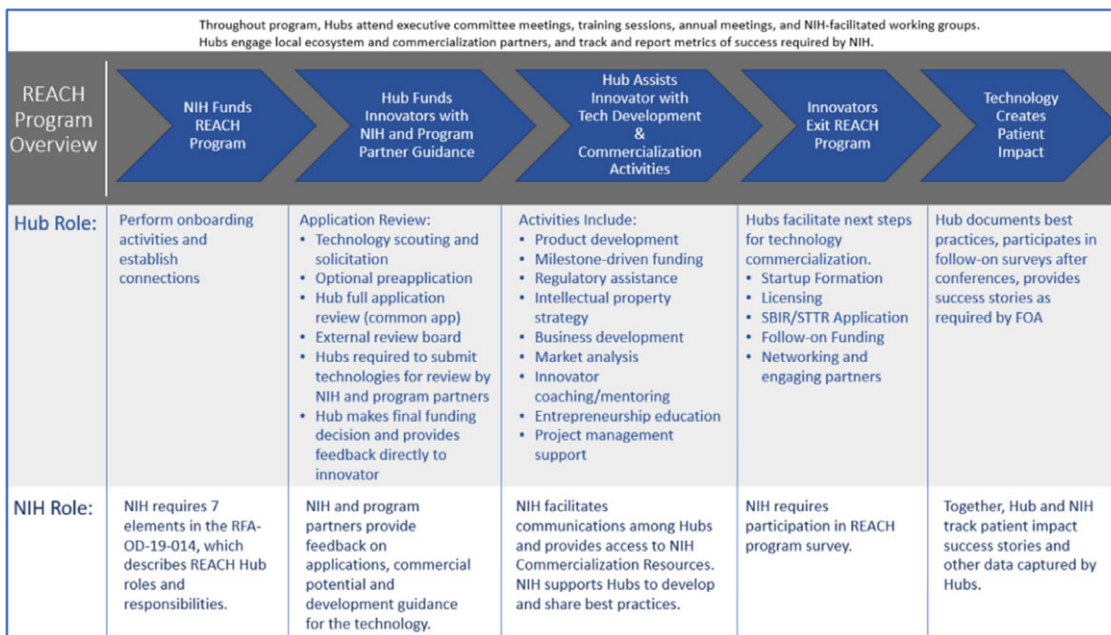 Throughout program, Hubs attend executive committee meetings, training sessions, annual meetings, and NIH-facilitated working groups.
Hubs engage local ecosystem and commercialization partners, and track and report metrics of success required by NIH.
REACH
Program
Overview
NIH Funds
REACH
Program
Hub Funds
Innovators with
NIH and Program
Partner Guidance
Hub Assists
Innovator with
Tech Development
&
Commercialization
Activities
Innovators
Exit REACH
Program
Technology
Creates
Patient
Impact
Hub Role:
Perform onboarding
activities and
establish
connections
Application Review:
• Technology scouting and
solicitation
• Optional preapplication
• Hub full application
review (common app)
• External review board
• Hubs required to submit
technologies for review by
NIH and program partners
• Hub makes final funding
decision and provides
feedback directly to
innovator
Activities Include:
• Product development
• Milestone-driven funding
• Regulatory assistance
• Intellectual property
strategy
• Business development
• Market analysis
• Innovator
coaching/mentoring
• Entrepreneurship education
• Project management
support
Hubs facilitate next steps
for technology
commercialization.
• Startup Formation
• Licensing
• SBIR/STTR Application
• Follow-on Funding
• Networking and
engaging partners
Hub documents best
practices, participates in
follow-on surveys after
conferences, provides
success stories as
required by FOA
NIH Role:
NIH requires 7
elements in the RFA-
OD-19-014, which
describes REACH Hub
roles and
responsibilities.
NIH and program
partners provide
feedback on
applications, commercial
potential and
development guidance
for the technology.
NIH facilitates
communications among Hubs
and provides access to NIH
Commercialization Resources.
NIH supports Hubs to develop
and share best practices.
NIH requires
participation in REACH
program survey.
Together, Hub and NIH
track patient impact
success stories and
other data captured by
Hubs.